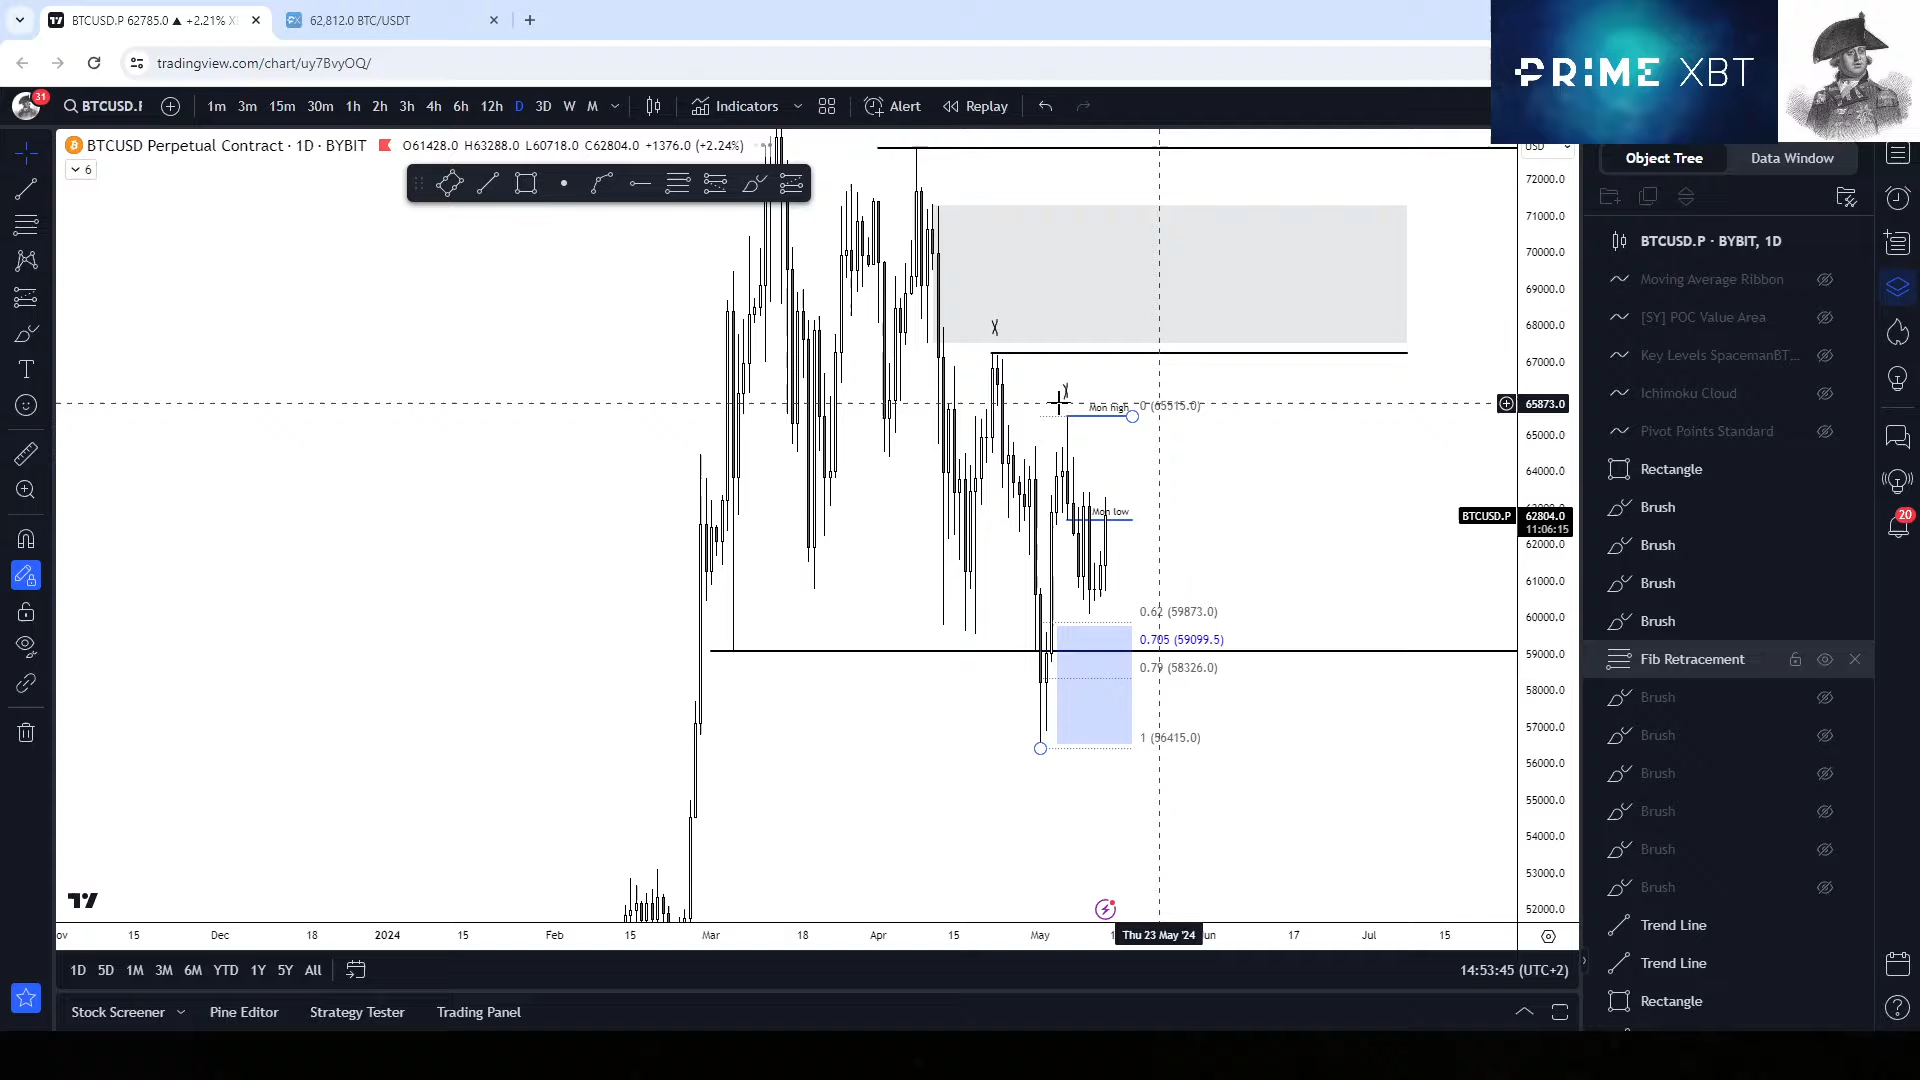 BTCUSD.P 62785.0 ▲ +2.21%
62,812.0 BTC/USDT
tradingview.com/chart/uy7BvyOQ/
PRIME XBT
31
BTCUSD.P
1m 3m 15m 30m 1h 2h 3h 4h 6h 12h D 3D W M
Indicators
Alert
Replay
BTCUSD Perpetual Contract · 1D · BYBIT
O61428.0 H63288.0 L60718.0 C62804.0 +1376.0 (+2.24%)
6
USD
Object Tree
Data Window
72000.0
71000.0
70000.0
69000.0
68000.0
67000.0
65873.0
65000.0
64000.0
BTCUSD.P 62804.0
11:06:15
62000.0
61000.0
60000.0
59000.0
58000.0
57000.0
56000.0
55000.0
54000.0
53000.0
52000.0
X
Mon high
0 (65515.0)
Mon low
0.62 (59873.0)
0.705 (59099.5)
0.79 (58326.0)
1 (56415.0)
BTCUSD.P · BYBIT, 1D
Moving Average Ribbon
[SY] POC Value Area
Key Levels SpacemanBT...
Ichimoku Cloud
Pivot Points Standard
Rectangle
Brush
Brush
Brush
Brush
Fib Retracement
Brush
Brush
Brush
Brush
Brush
Brush
Trend Line
Trend Line
Rectangle
20
15 Dec 18 2024 15 Feb 15 Mar 18 Apr 15 May
Thu 23 May '24
17 Jul 15
1D 5D 1M 3M 6M YTD 1Y 5Y All
14:53:45 (UTC+2)
Stock Screener
Pine Editor
Strategy Tester
Trading Panel